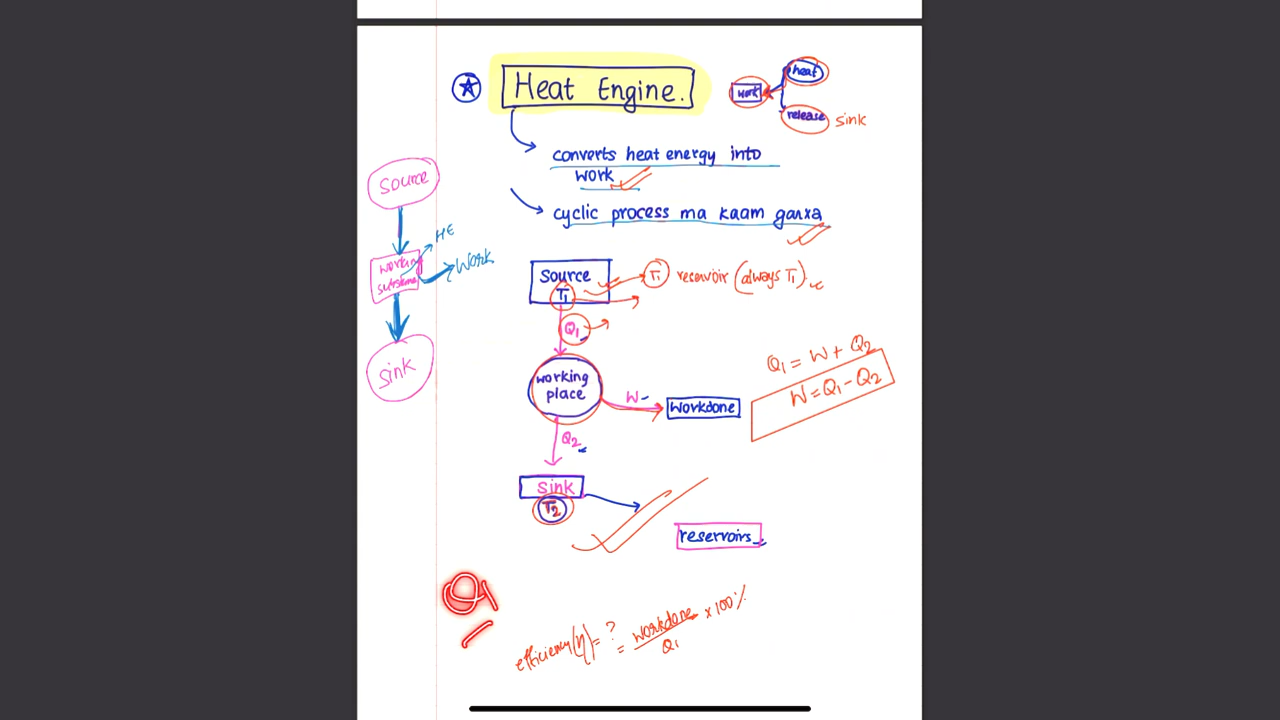 Heat Engine.
work
heat
release
sink
converts heat energy into
work
cyclic process ma kaam garxa
source
HE
working
substance
Work
sink
Source
T1
T1
reservoir (always T1)
Q1
working
place
W
Workdone
Q1 = W + Q2
W = Q1 - Q2
Q2
sink
T2
reservoirs
Q1
efficiency (η) = ?
= workdone
Q1
× 100%